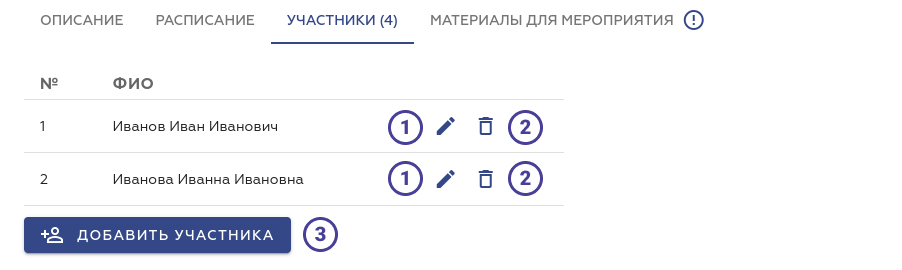 ОПИСАНИЕ РАСПИСАНИЕ УЧАСТНИКИ (4) МАТЕРИАЛЫ ДЛЯ МЕРОПРИЯТИЯ
№ ФИО
1 Иванов Иван Иванович 1 2
2 Иванова Иванна Ивановна 1 2
ДОБАВИТЬ УЧАСТНИКА 3